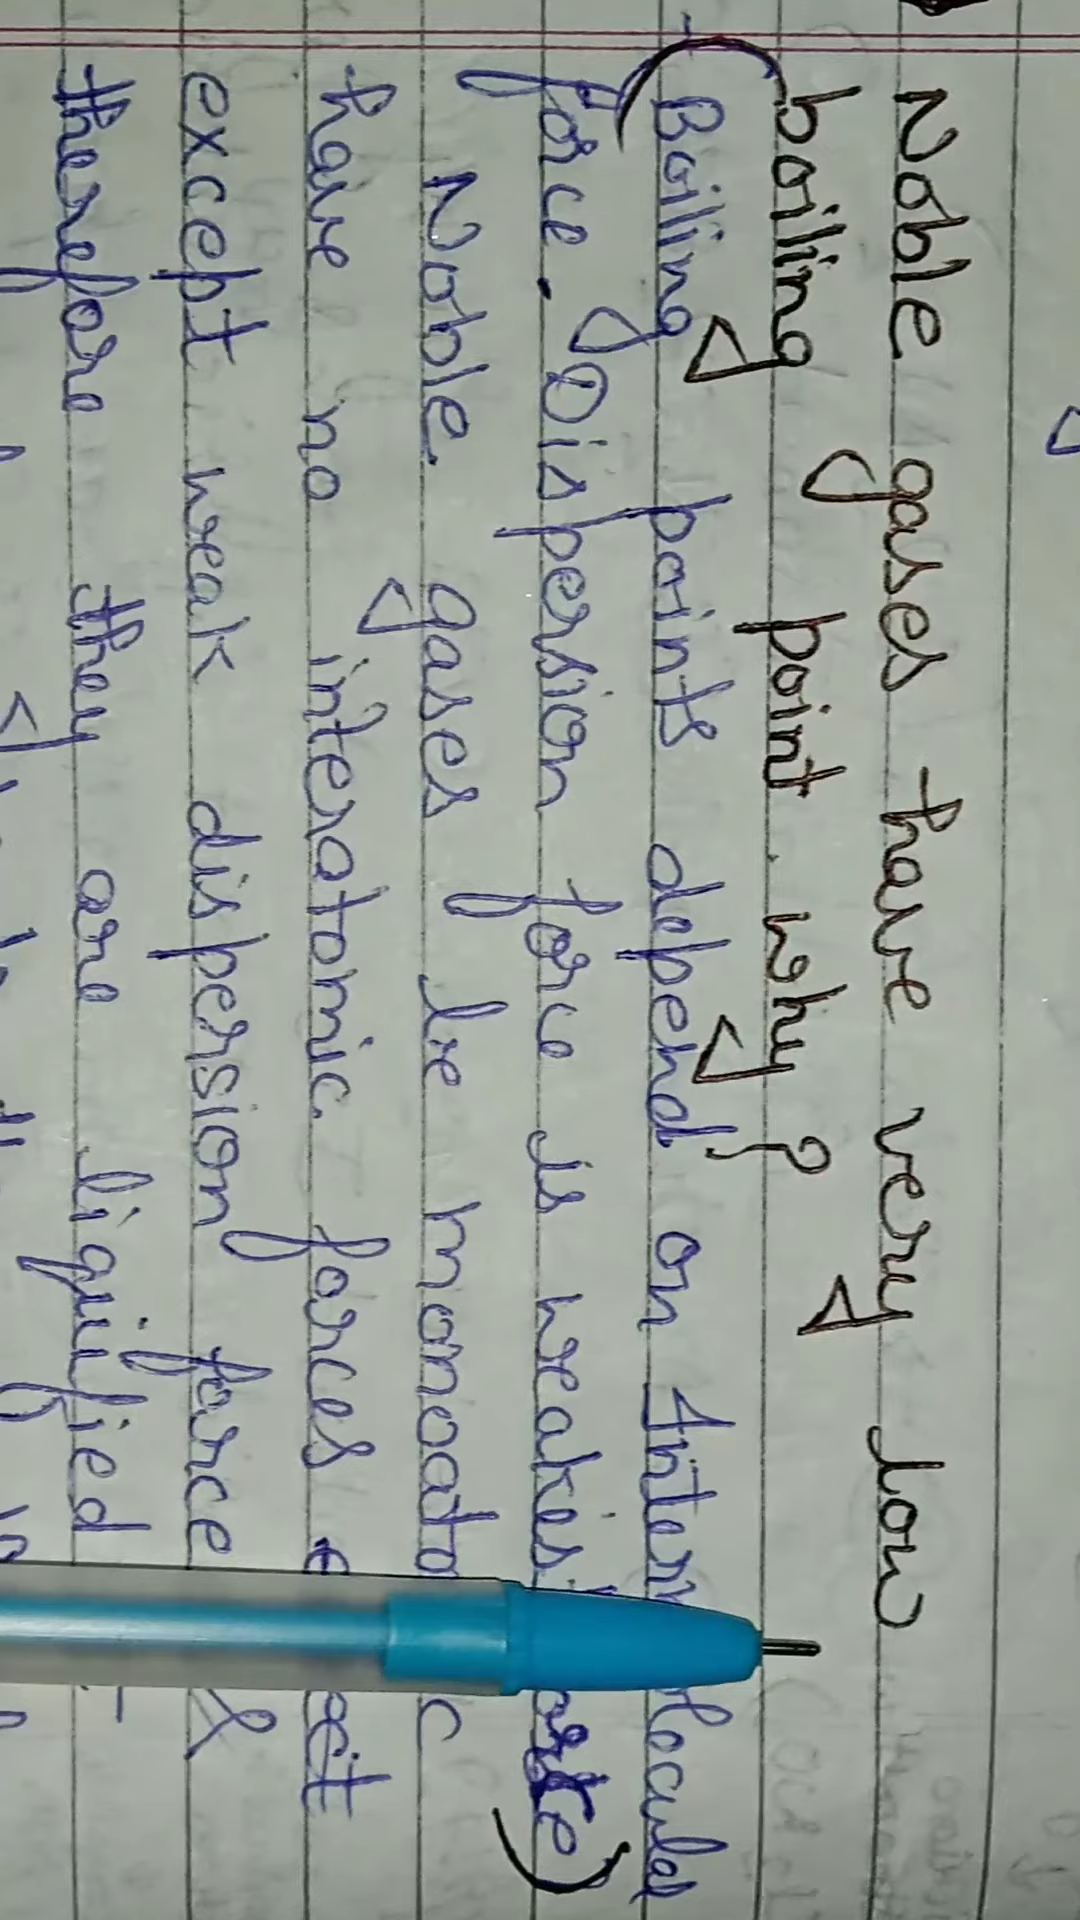 Noble gases have very low
boiling point. why?
(Boiling points depend on Intermolecular
force. Dispersion force is weakest force)
Noble gases be monoatomic
have no interatomic forces
except weak dispersion force &
therefore they are liquified